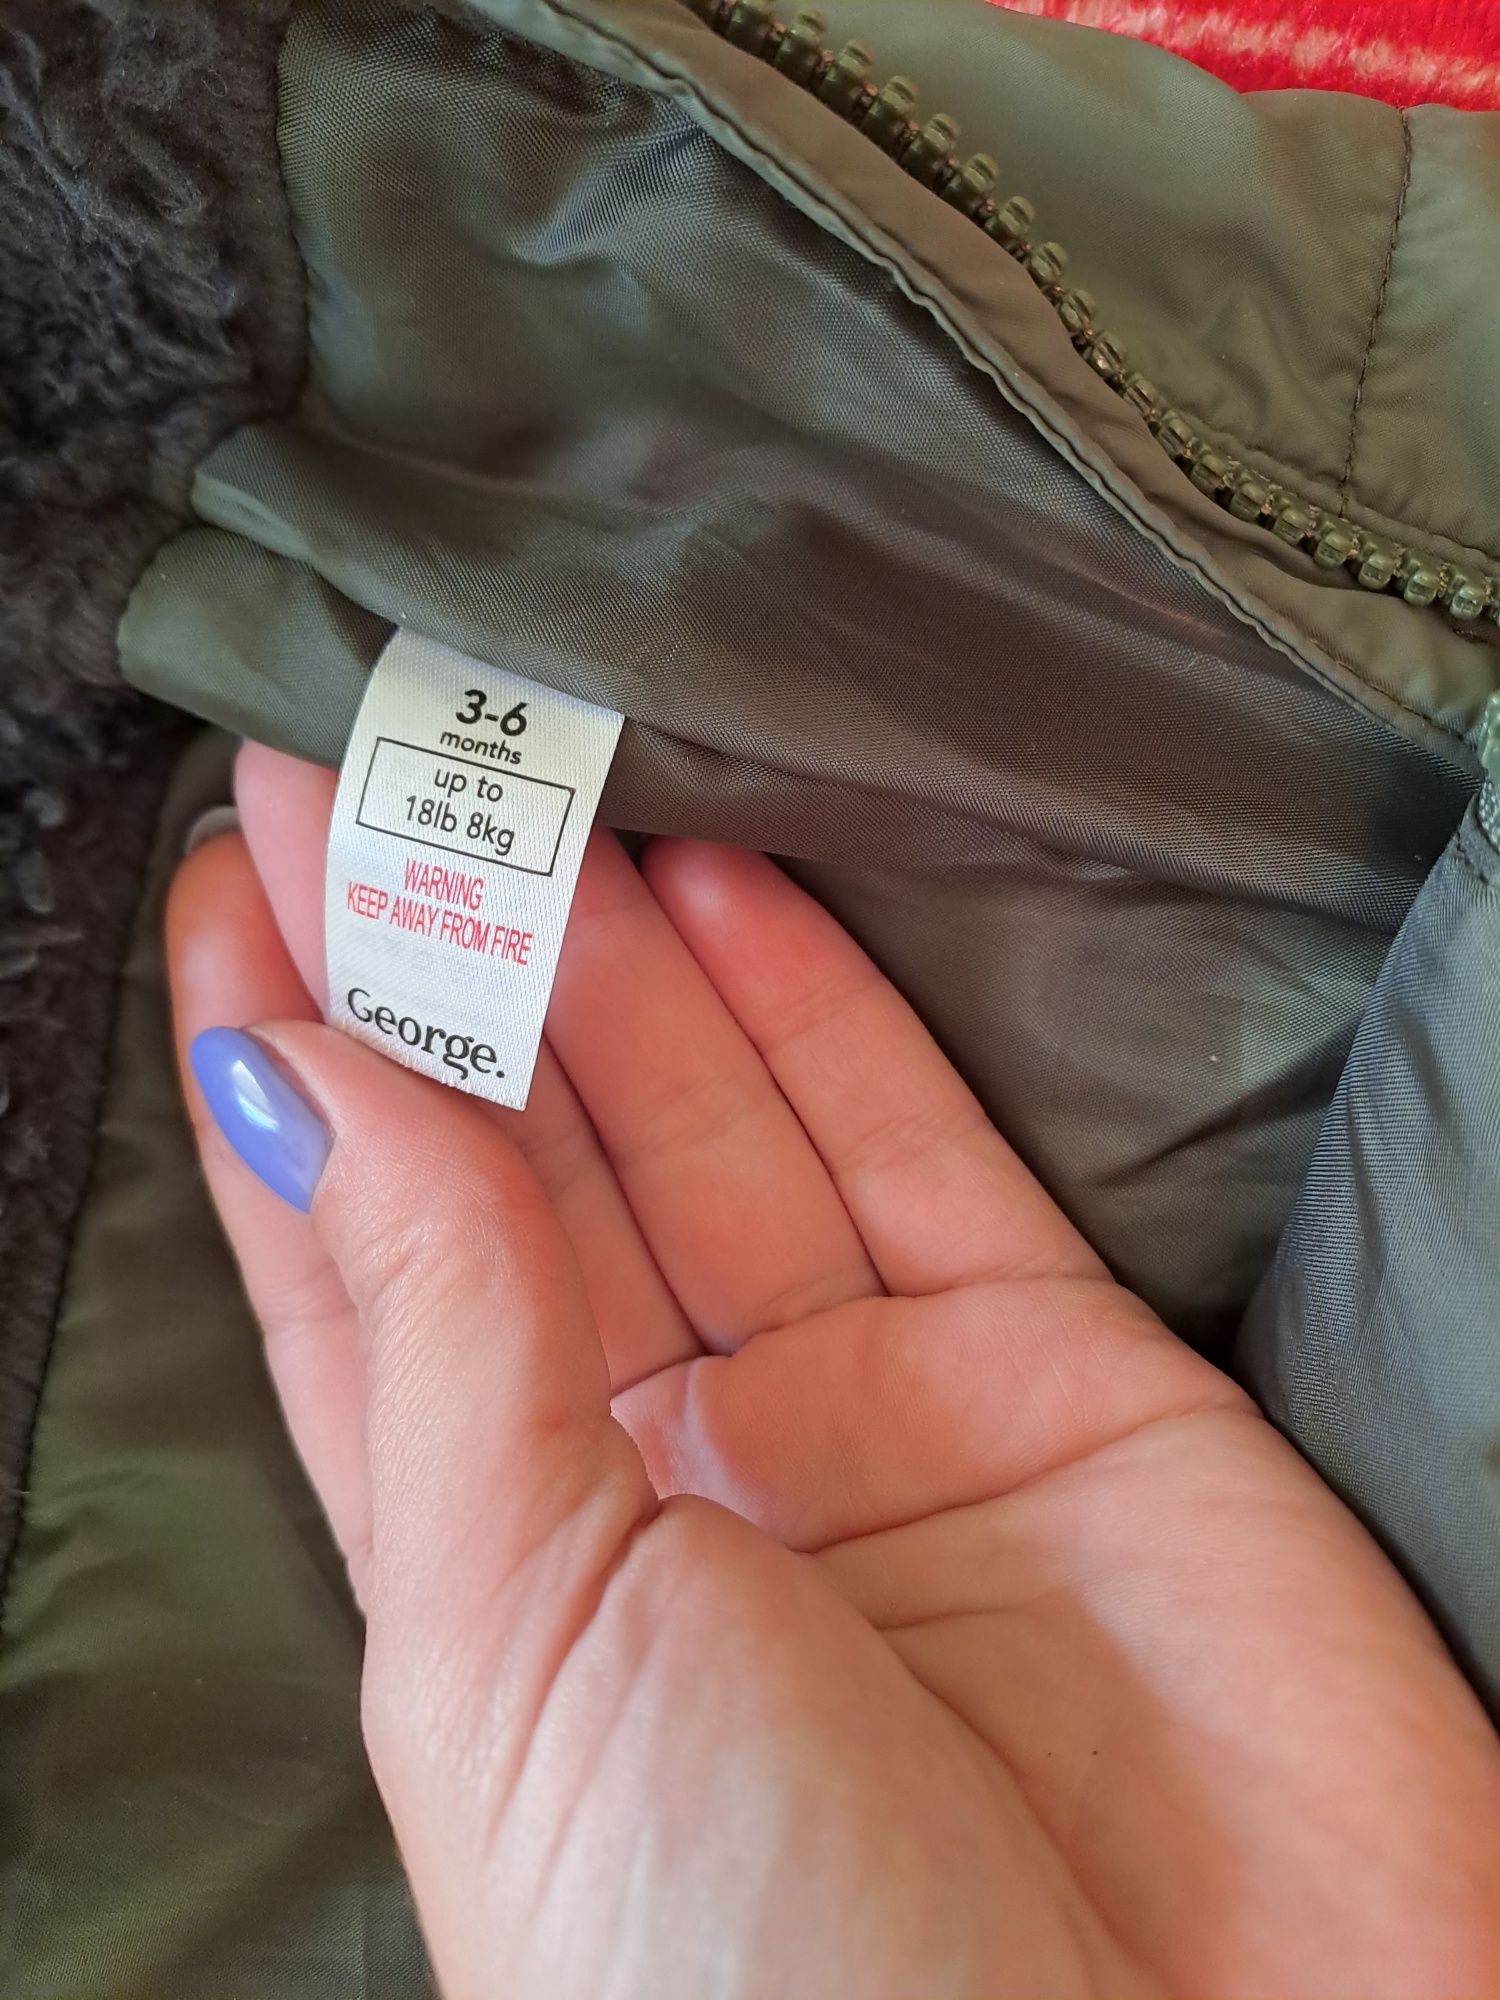 3-6
months
up to
18lb 8kg
WARNING
KEEP AWAY FROM FIRE
George.